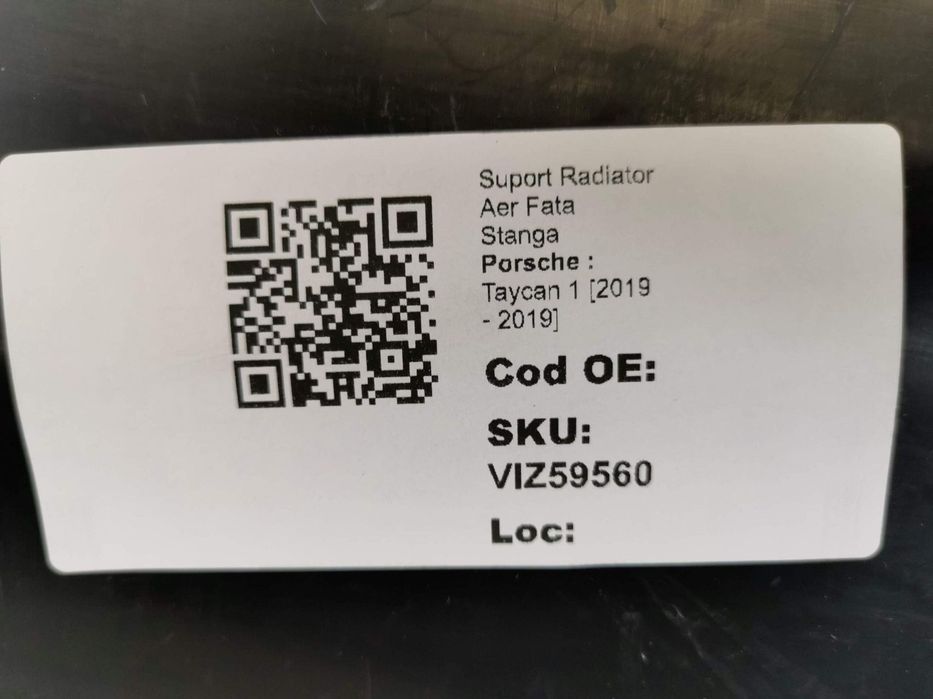 Suport Radiator
Aer Fata
Stanga
Porsche :
Taycan 1 [2019
- 2019]
Cod OE:
SKU:
VIZ59560
Loc: